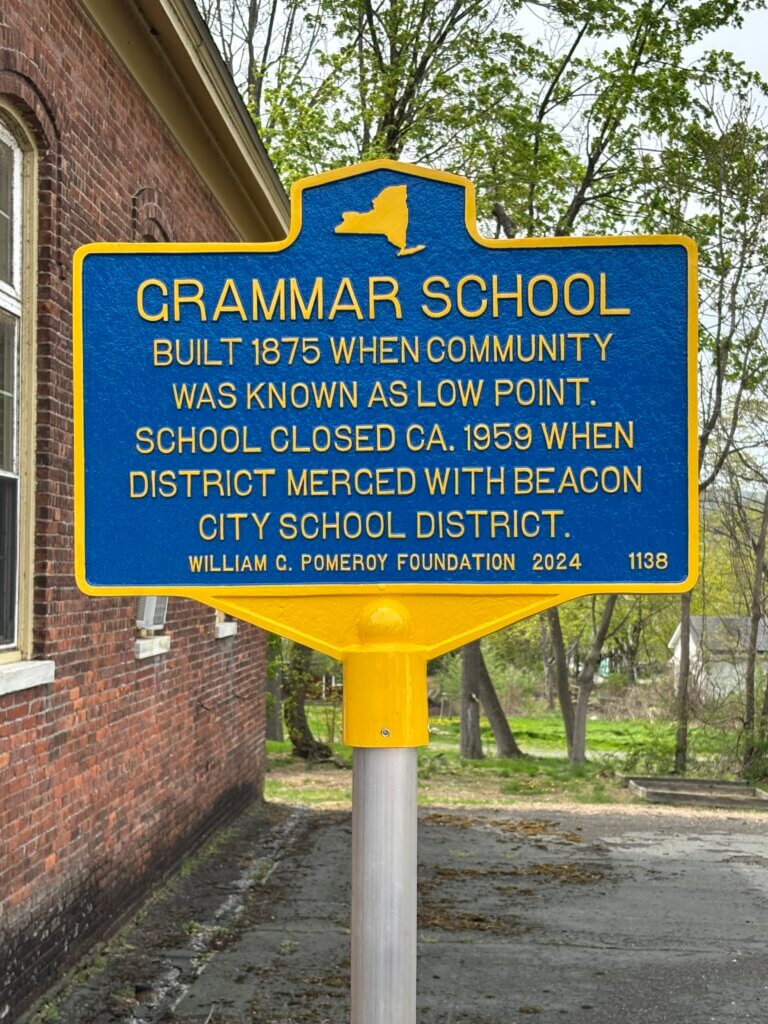 GRAMMAR SCHOOL
BUILT 1875 WHEN COMMUNITY
WAS KNOWN AS LOW POINT.
SCHOOL CLOSED CA. 1959 WHEN
DISTRICT MERGED WITH BEACON
CITY SCHOOL DISTRICT.
WILLIAM G. POMEROY FOUNDATION 2024 1138